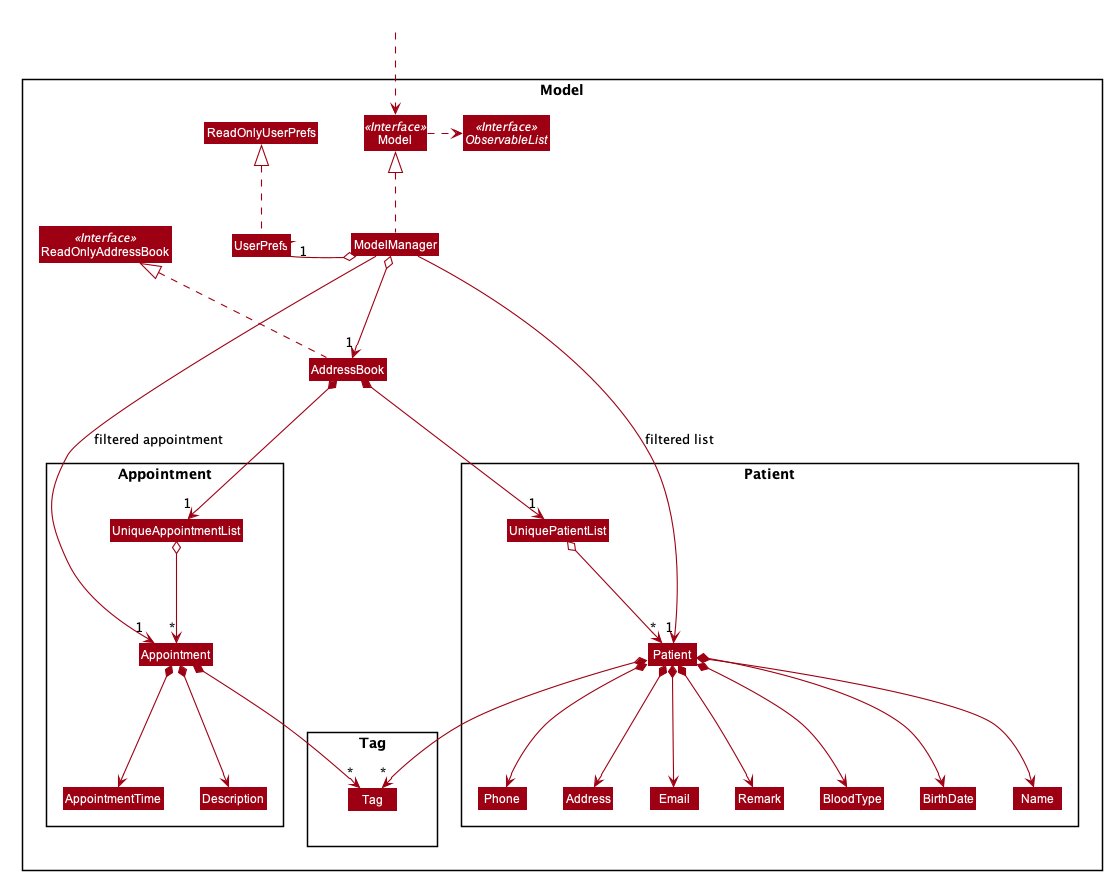 Model
ReadOnlyUserPrefs
«Interface»
Model
«Interface»
ObservableList
«Interface»
ReadOnlyAddressBook
UserPrefs
1
ModelManager
1
AddressBook
filtered appointment
filtered list
Appointment
Patient
1
UniqueAppointmentList
1
UniquePatientList
1
*
Appointment
*
1
Patient
Tag
*
*
AppointmentTime
Description
Tag
Phone
Address
Email
Remark
BloodType
BirthDate
Name